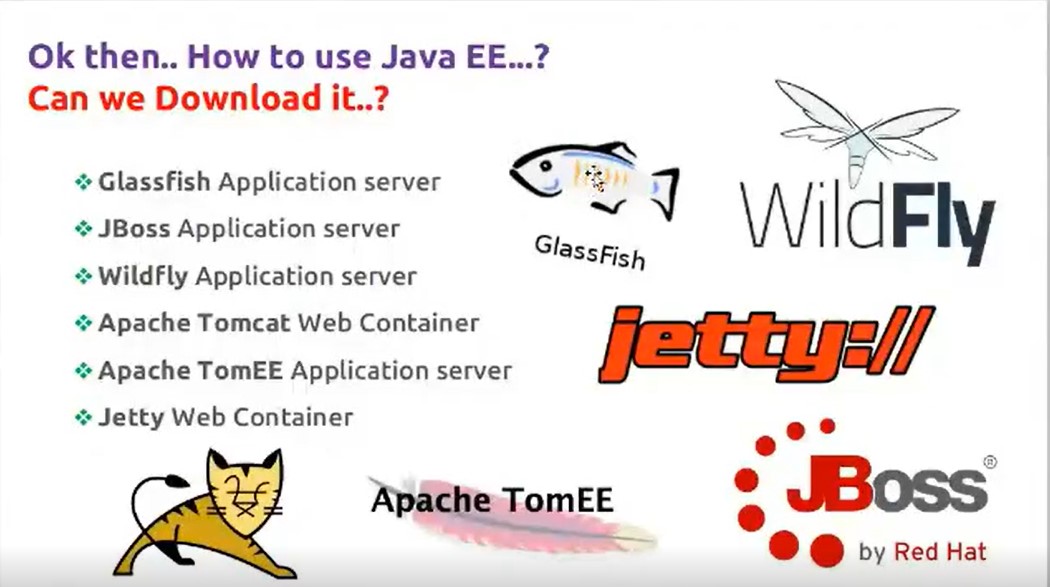 Ok then.. How to use Java EE...?
Can we Download it..?
Glassfish Application server
JBoss Application server
Wildfly Application server
Apache Tomcat Web Container
Apache TomEE Application server
Jetty Web Container
GlassFish
WildFly
jetty://
Apache TomEE
JBoss®
by Red Hat